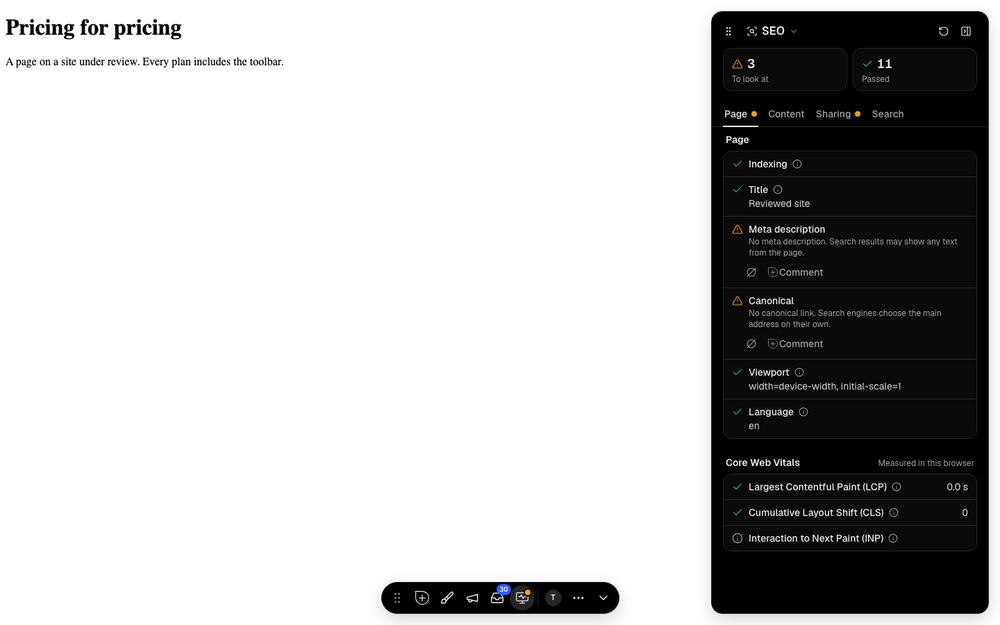 Pricing for pricing
A page on a site under review. Every plan includes the toolbar.
SEO
3
To look at
11
Passed
Page
Content
Sharing
Search
Page
Indexing
Title
Reviewed site
Meta description
No meta description. Search results may show any text
from the page.
Comment
Canonical
No canonical link. Search engines choose the main
address on their own.
Comment
Viewport
width=device-width, initial-scale=1
Language
en
Core Web Vitals
Measured in this browser
Largest Contentful Paint (LCP)
0.0 s
Cumulative Layout Shift (CLS)
0
Interaction to Next Paint (INP)
30
T